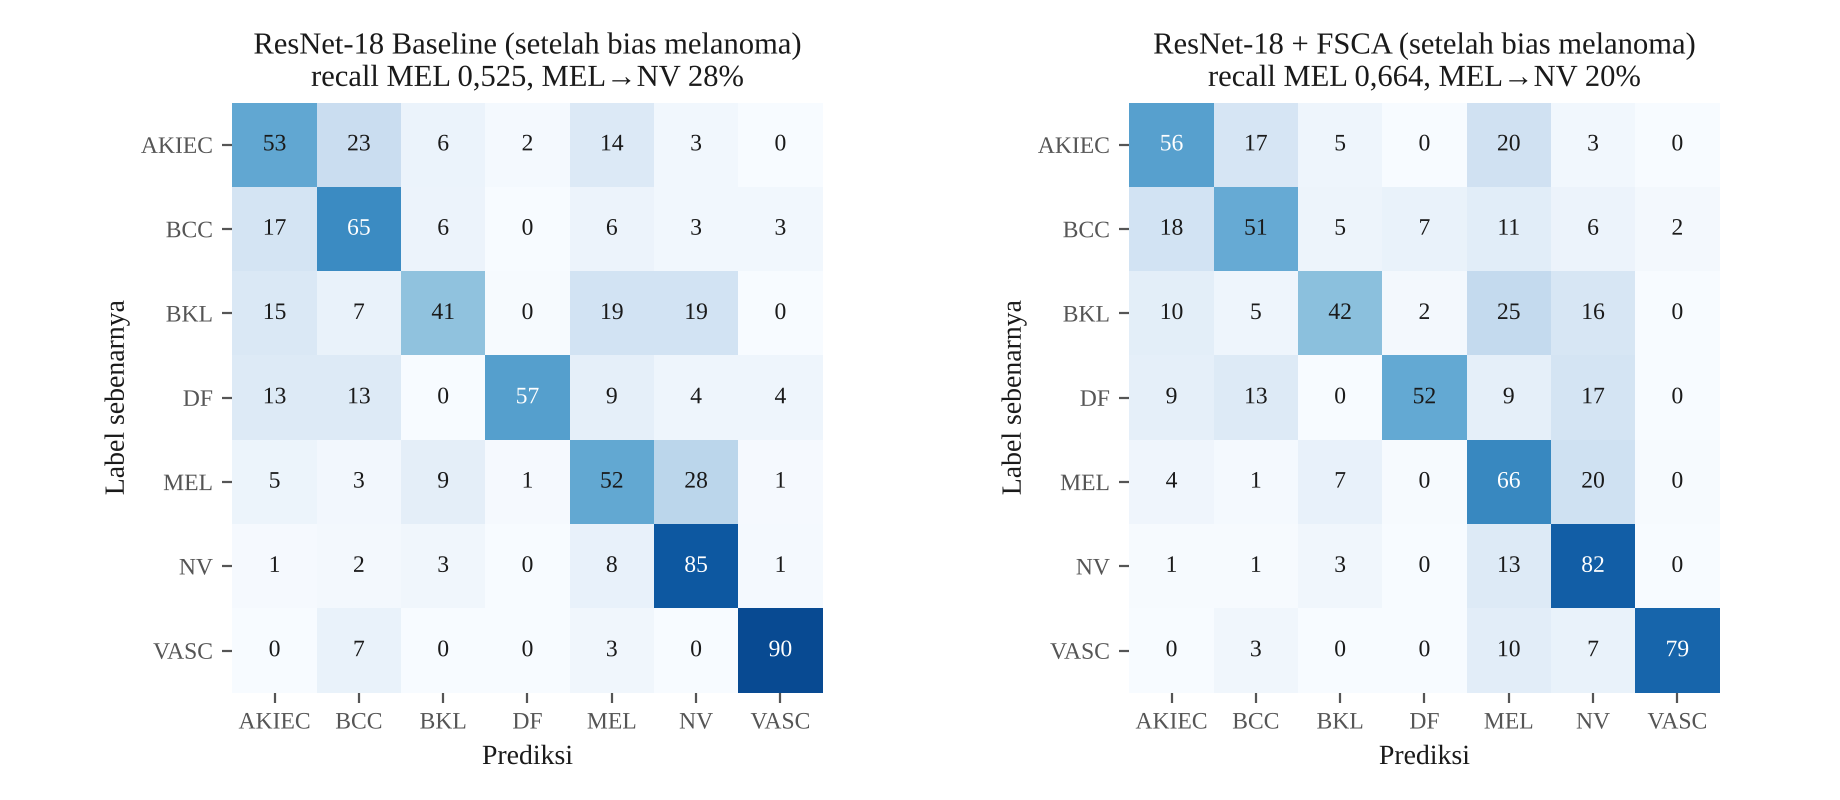 ResNet-18 Baseline (setelah bias melanoma)
recall MEL 0,525, MEL→NV 28%
Label sebenarnya
AKIEC 53 23 6 2 14 3 0
BCC 17 65 6 0 6 3 3
BKL 15 7 41 0 19 19 0
DF 13 13 0 57 9 4 4
MEL 5 3 9 1 52 28 1
NV 1 2 3 0 8 85 1
VASC 0 7 0 0 3 0 90
AKIEC BCC BKL DF MEL NV VASC
Prediksi
ResNet-18 + FSCA (setelah bias melanoma)
recall MEL 0,664, MEL→NV 20%
Label sebenarnya
AKIEC 56 17 5 0 20 3 0
BCC 18 51 5 7 11 6 2
BKL 10 5 42 2 25 16 0
DF 9 13 0 52 9 17 0
MEL 4 1 7 0 66 20 0
NV 1 1 3 0 13 82 0
VASC 0 3 0 0 10 7 79
AKIEC BCC BKL DF MEL NV VASC
Prediksi